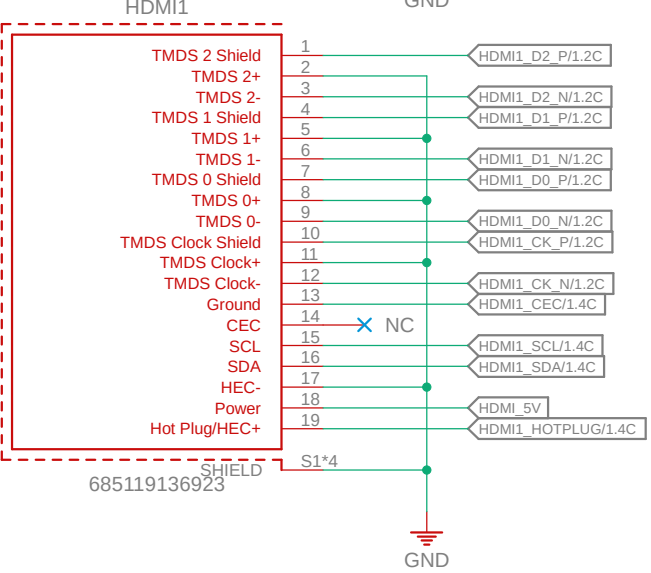 HDMI1
GND
TMDS 2 Shield 1 HDMI1_D2_P/1.2C
TMDS 2+ 2
TMDS 2- 3 HDMI1_D2_N/1.2C
TMDS 1 Shield 4 HDMI1_D1_P/1.2C
TMDS 1+ 5
TMDS 1- 6 HDMI1_D1_N/1.2C
TMDS 0 Shield 7 HDMI1_D0_P/1.2C
TMDS 0+ 8
TMDS 0- 9 HDMI1_D0_N/1.2C
TMDS Clock Shield 10 HDMI1_CK_P/1.2C
TMDS Clock+ 11
TMDS Clock- 12 HDMI1_CK_N/1.2C
Ground 13 HDMI1_CEC/1.4C
CEC 14 NC
SCL 15 HDMI1_SCL/1.4C
SDA 16 HDMI1_SDA/1.4C
HEC- 17
Power 18 HDMI_5V
Hot Plug/HEC+ 19 HDMI1_HOTPLUG/1.4C
SHIELD S1*4
685119136923
GND